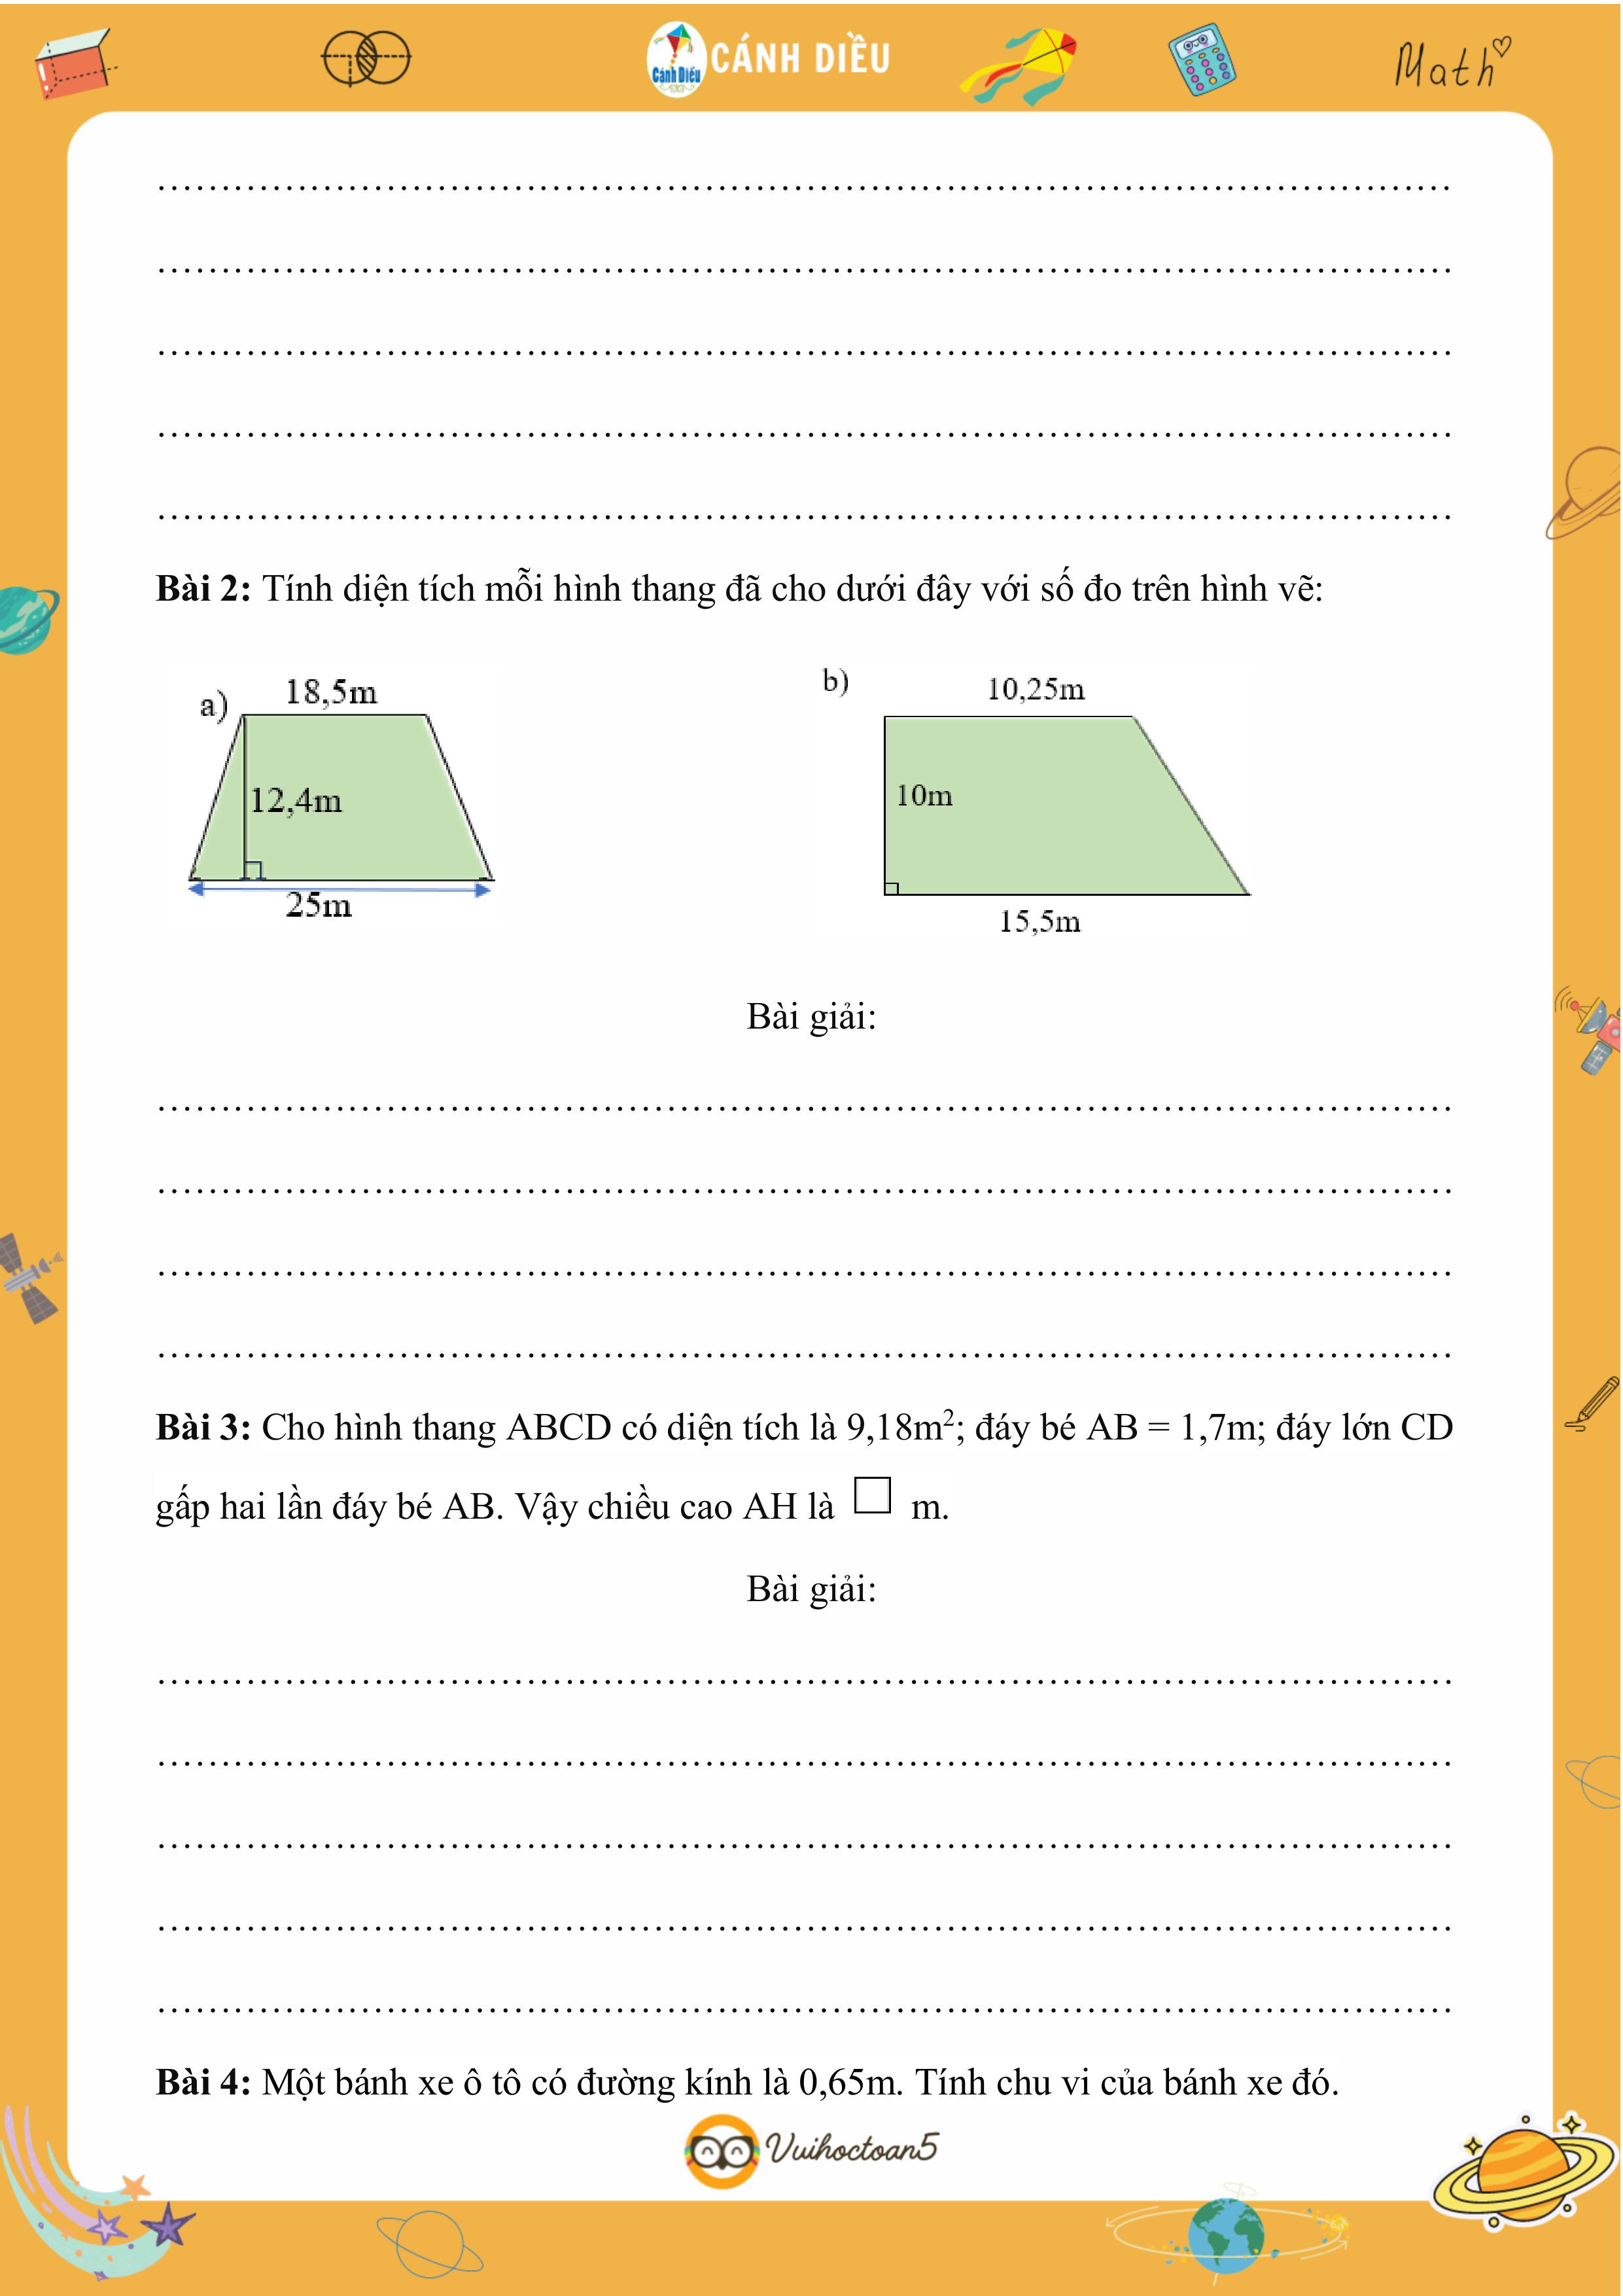 Cánh Diều CÁNH DIỀU
Math
........................................................................................................
........................................................................................................
........................................................................................................
........................................................................................................
........................................................................................................
Bài 2: Tính diện tích mỗi hình thang đã cho dưới đây với số đo trên hình vẽ:
a)
18,5m
12,4m
25m
b)
10,25m
10m
15,5m
Bài giải:
........................................................................................................
........................................................................................................
........................................................................................................
........................................................................................................
Bài 3: Cho hình thang ABCD có diện tích là 9,18m²; đáy bé AB = 1,7m; đáy lớn CD
gấp hai lần đáy bé AB. Vậy chiều cao AH là □ m.
Bài giải:
........................................................................................................
........................................................................................................
........................................................................................................
........................................................................................................
........................................................................................................
Bài 4: Một bánh xe ô tô có đường kính là 0,65m. Tính chu vi của bánh xe đó.
Vuihoctoan5